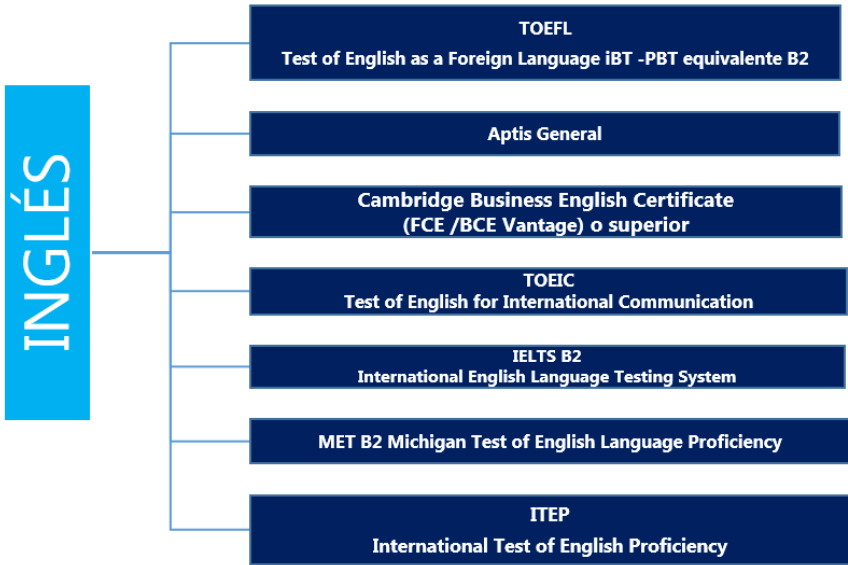 INGLÉS
TOEFL
Test of English as a Foreign Language iBT -PBT equivalente B2
Aptis General
Cambridge Business English Certificate
(FCE /BCE Vantage) o superior
TOEIC
Test of English for International Communication
IELTS B2
International English Language Testing System
MET B2 Michigan Test of English Language Proficiency
ITEP
International Test of English Proficiency